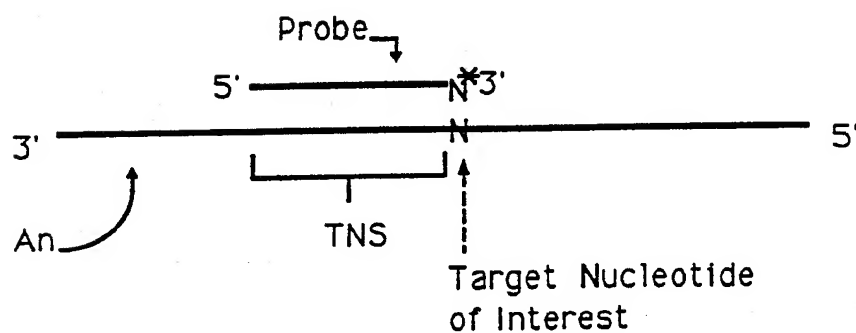 Probe
5' N*3'
3' N 5'
An TNS
Target Nucleotide
of Interest